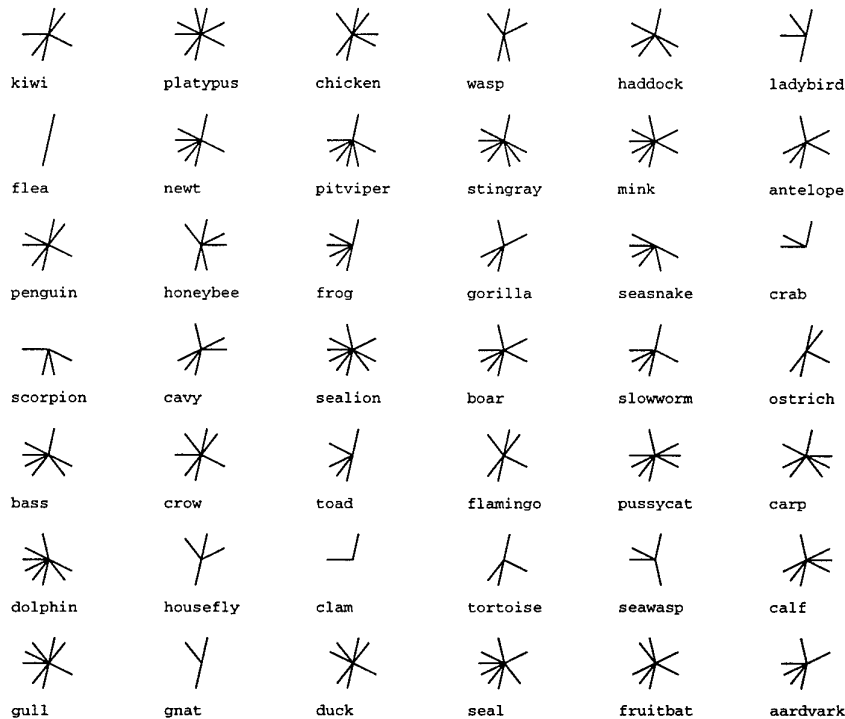 kiwi platypus chicken wasp haddock ladybird
flea newt pitviper stingray mink antelope
penguin honeybee frog gorilla seasnake crab
scorpion cavy sealion boar slowworm ostrich
bass crow toad flamingo pussycat carp
dolphin housefly clam tortoise seawasp calf
gull gnat duck seal fruitbat aardvark